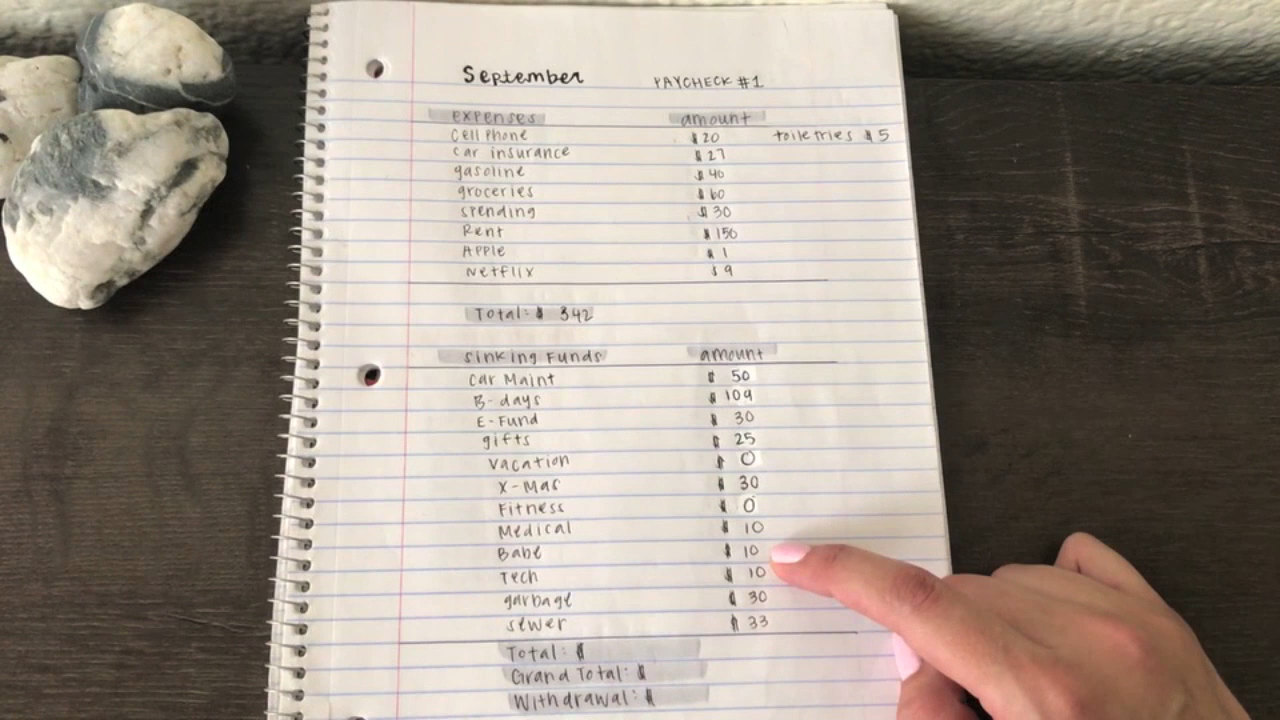 September PAYCHECK #1
expenses amount
Cell Phone $20 toiletries $5
car insurance $27
gasoline $40
groceries $60
spending $30
Rent $150
Apple $1
Netflix $9
Total: $ 342
Sinking Funds amount
Car Maint $ 50
B-days $ 109
E-Fund $ 30
gifts $ 25
vacation $ 0
X-Mas $ 30
Fitness $ 0
Medical $ 10
Babe $ 10
Tech $ 10
garbage $ 30
sewer $ 33
Total: $
Grand Total: $
Withdrawal: $